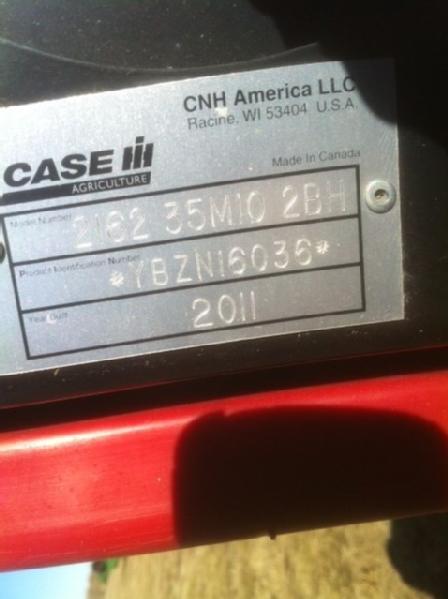 CNH America LLC
Racine, WI 53404 U.S.A.
CASE IH
AGRICULTURE
Made In Canada
Model Number
2162 35M10 2BH
Product Identification Number
*YBZN16036*
Year Built
2011